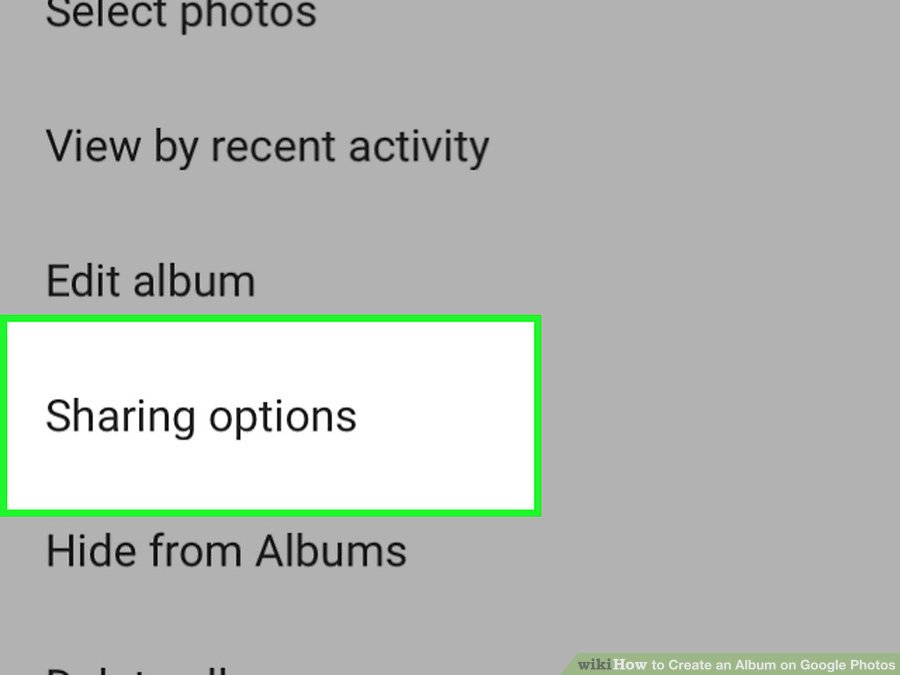 Select photos
View by recent activity
Edit album
Sharing options
Hide from Albums
wikiHow to Create an Album on Google Photos